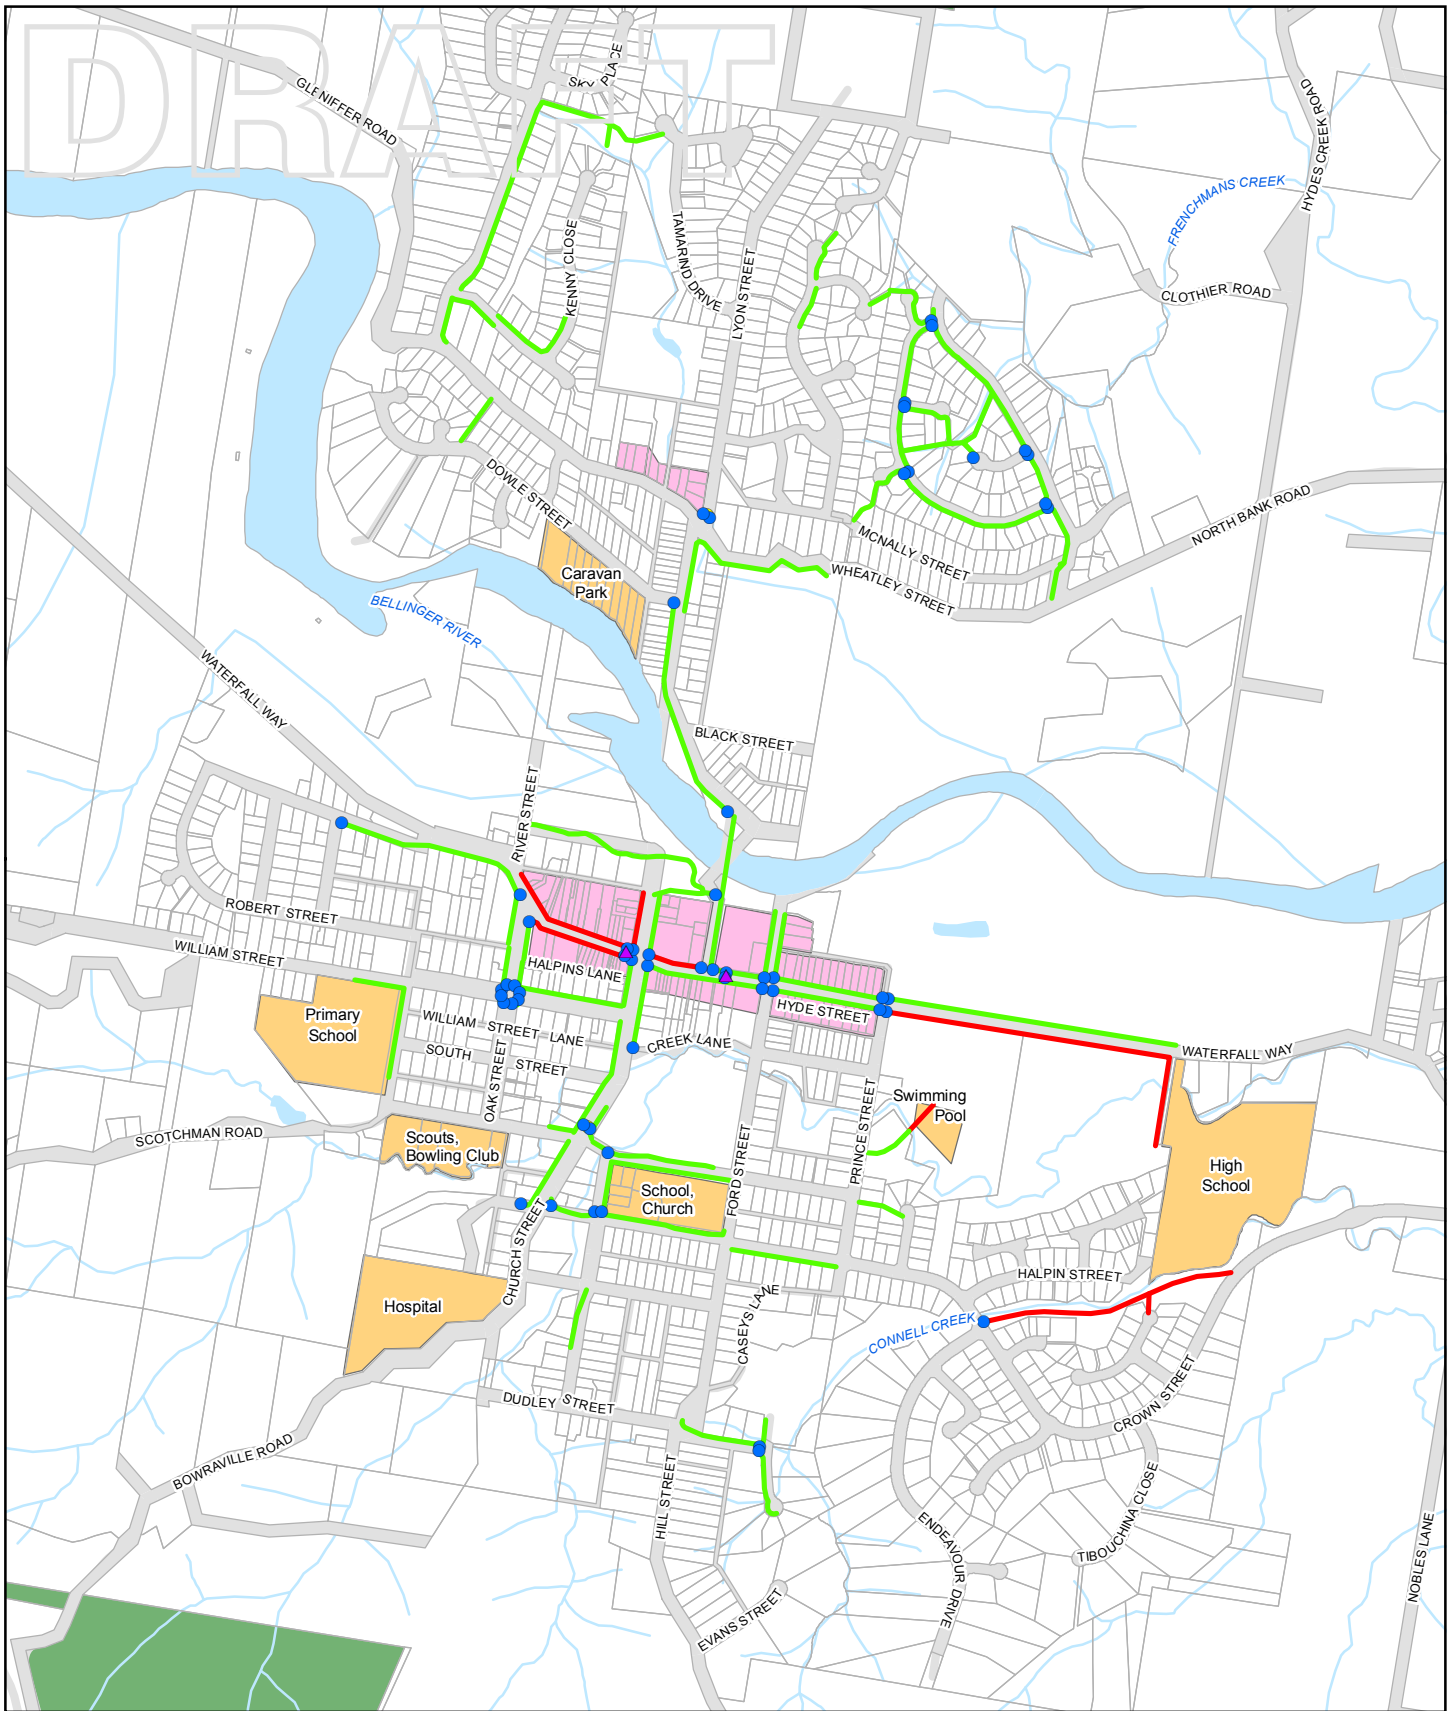 DRAFT
SKY PLACE
GLENIFFER ROAD
HYDES CREEK ROAD
FRENCHMANS CREEK
KENNY CLOSE
TAMARIND DRIVE
LYON STREET
CLOTHIER ROAD
DOWLE STREET
NORTH BANK ROAD
MCNALLY STREET
WHEATLEY STREET
Caravan
Park
BELLINGER RIVER
WATERFALL WAY
BLACK STREET
RIVER STREET
ROBERT STREET
WILLIAM STREET
HALPINS LANE
HYDE STREET
Primary
School
WILLIAM STREET LANE
CREEK LANE
WATERFALL WAY
SOUTH STREET
OAK STREET
Swimming
Pool
PRINCE STREET
SCOTCHMAN ROAD
Scouts,
Bowling Club
High
School
School,
Church
FORD STREET
CHURCH STREET
HALPIN STREET
Hospital
CASEYS LANE
CONNELL CREEK
DUDLEY STREET
CROWN STREET
BOWRAVILLE ROAD
HILL STREET
TIBOUCHINA CLOSE
ENDEAVOUR DRIVE
NOBLES LANE
EVANS STREET